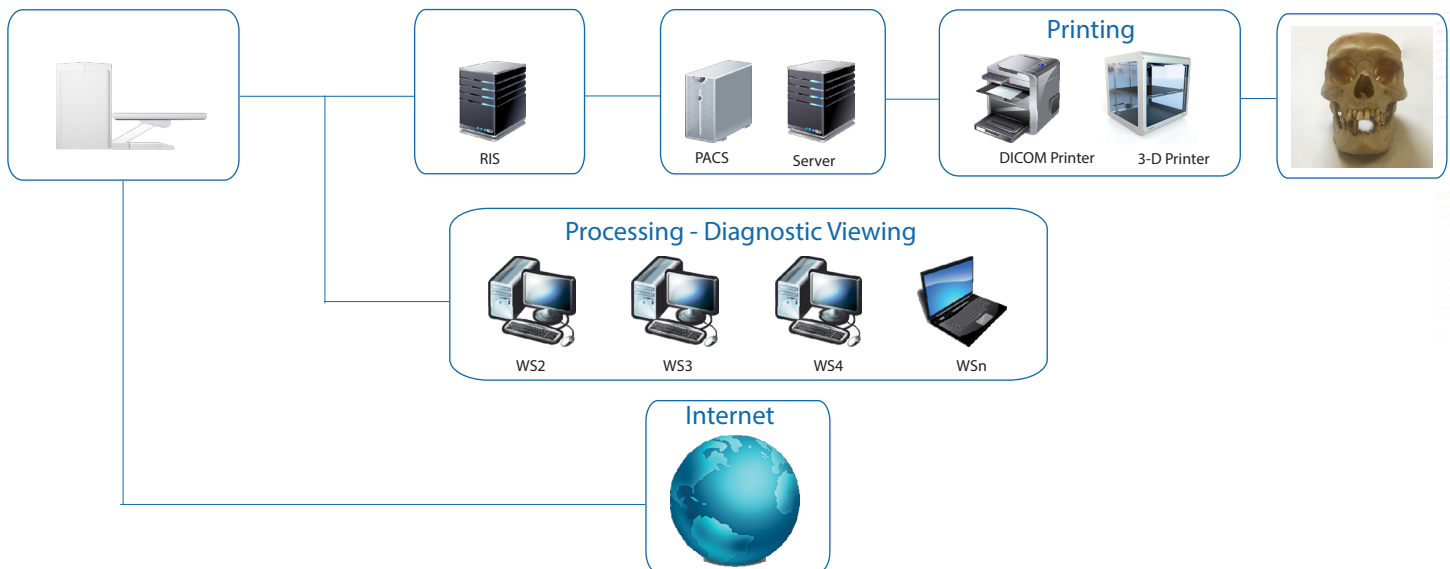 Printing
RIS
PACS
Server
DICOM Printer
3-D Printer
Processing - Diagnostic Viewing
WS2
WS3
WS4
WSn
Internet